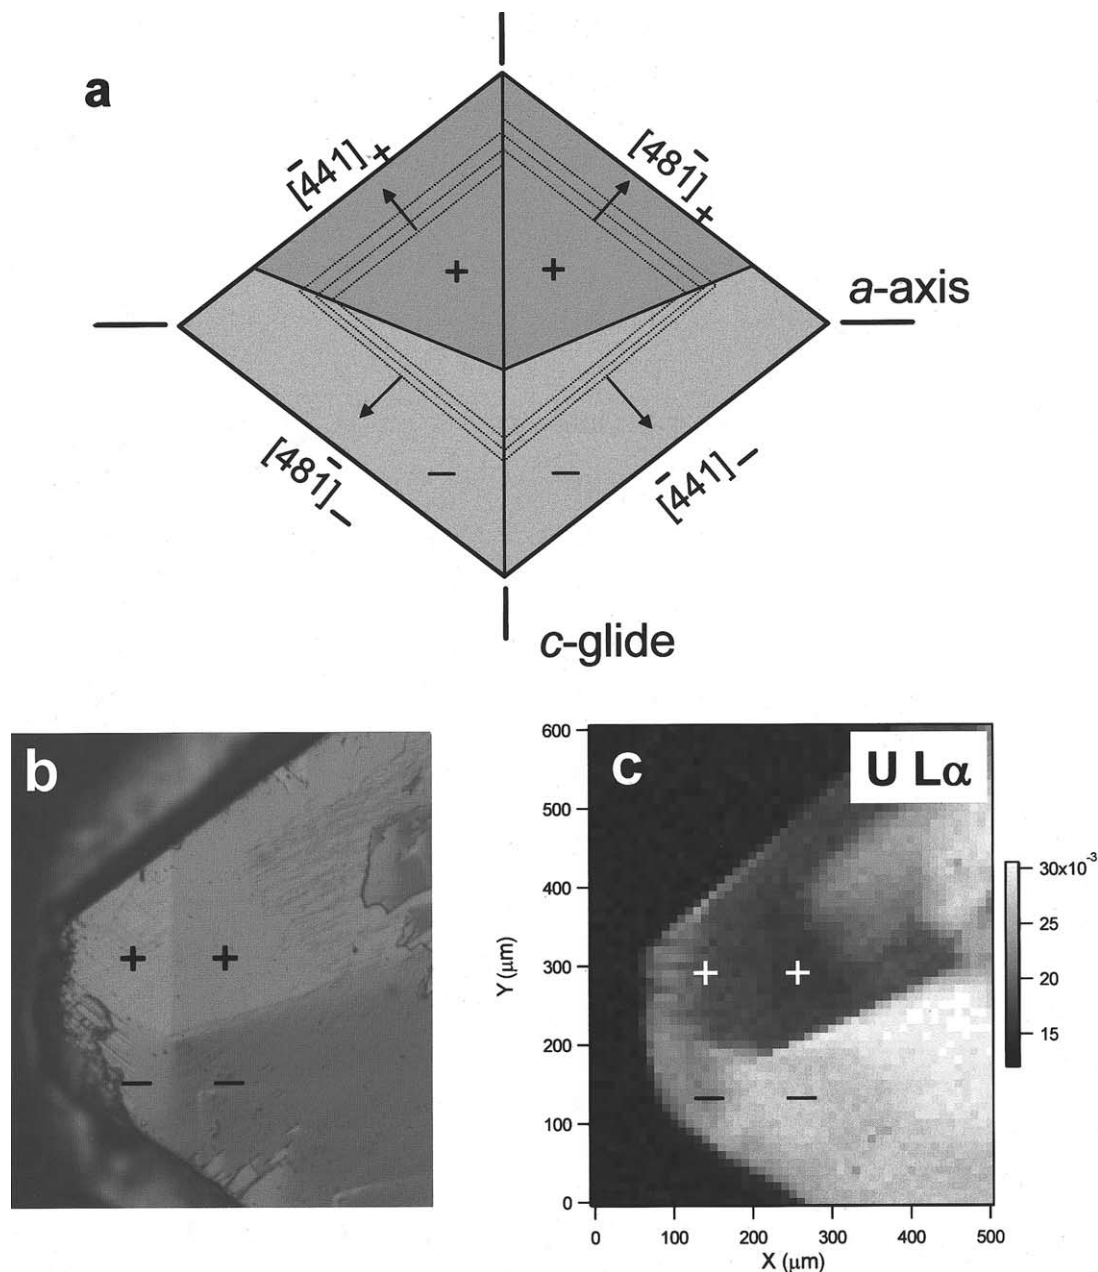 a
[4̄41]+
[481̄]+
+ +
a-axis
[481̄]−
− −
[4̄41]−
c-glide
b
+ +
− −
c
U Lα
600
500
400
300
200
100
0
Y (μm)
+ +
− −
30x10⁻³
25
20
15
0 100 200 300 400 500
X (μm)